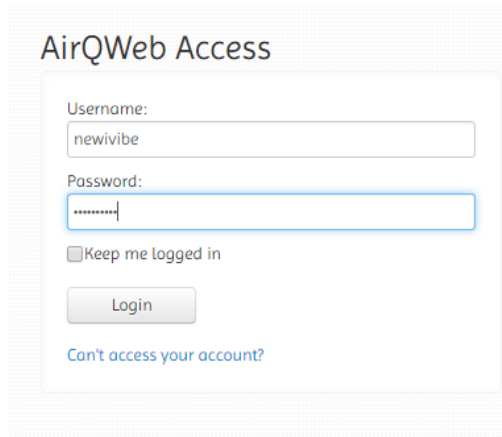 AirQWeb Access
Username:
newivibe
Password:
••••••••••
Keep me logged in
Login
Can't access your account?